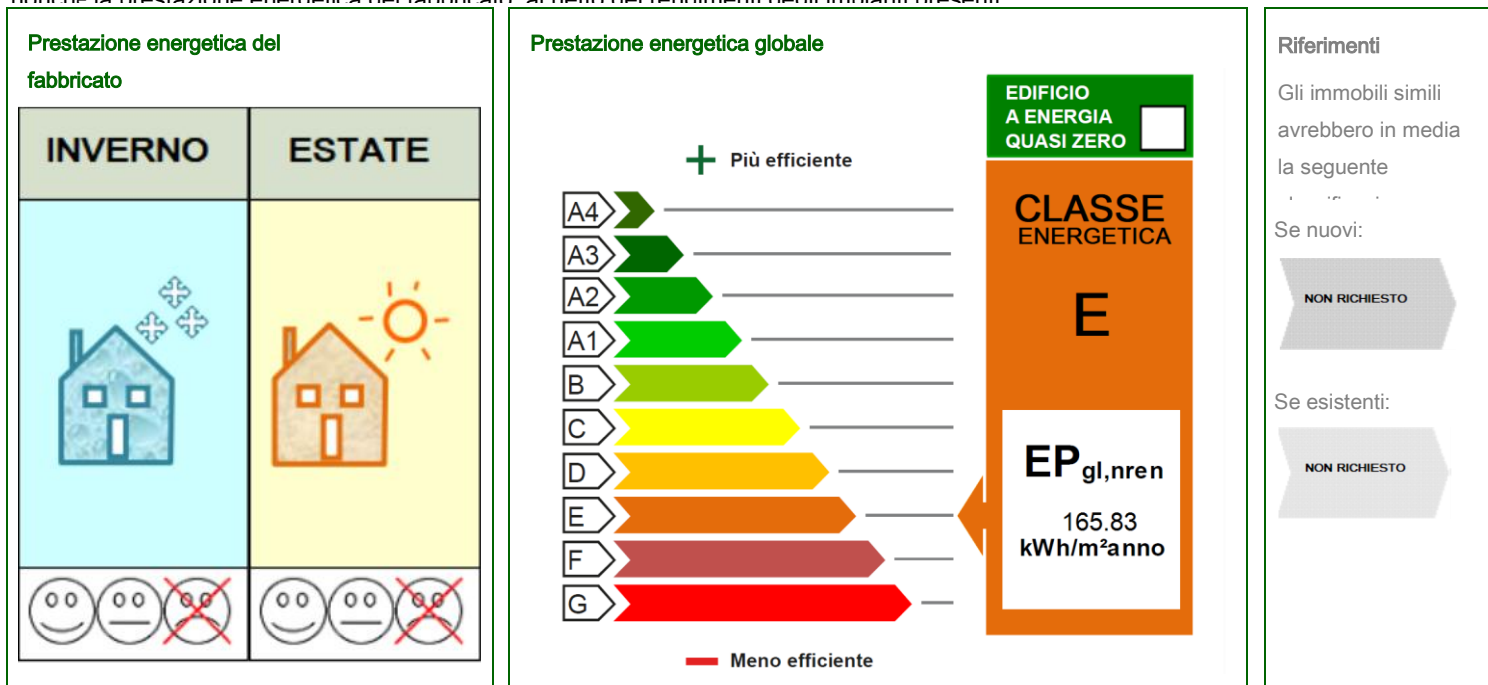 Prestazione energetica del
fabbricato
INVERNO
ESTATE
Prestazione energetica globale
Più efficiente
A4
A3
A2
A1
B
C
D
E
F
G
Meno efficiente
EDIFICIO
A ENERGIA
QUASI ZERO
CLASSE
ENERGETICA
E
EPgl,nren
165.83
kWh/m²anno
Riferimenti
Gli immobili simili
avrebbero in media
la seguente
Se nuovi:
NON RICHIESTO
Se esistenti:
NON RICHIESTO